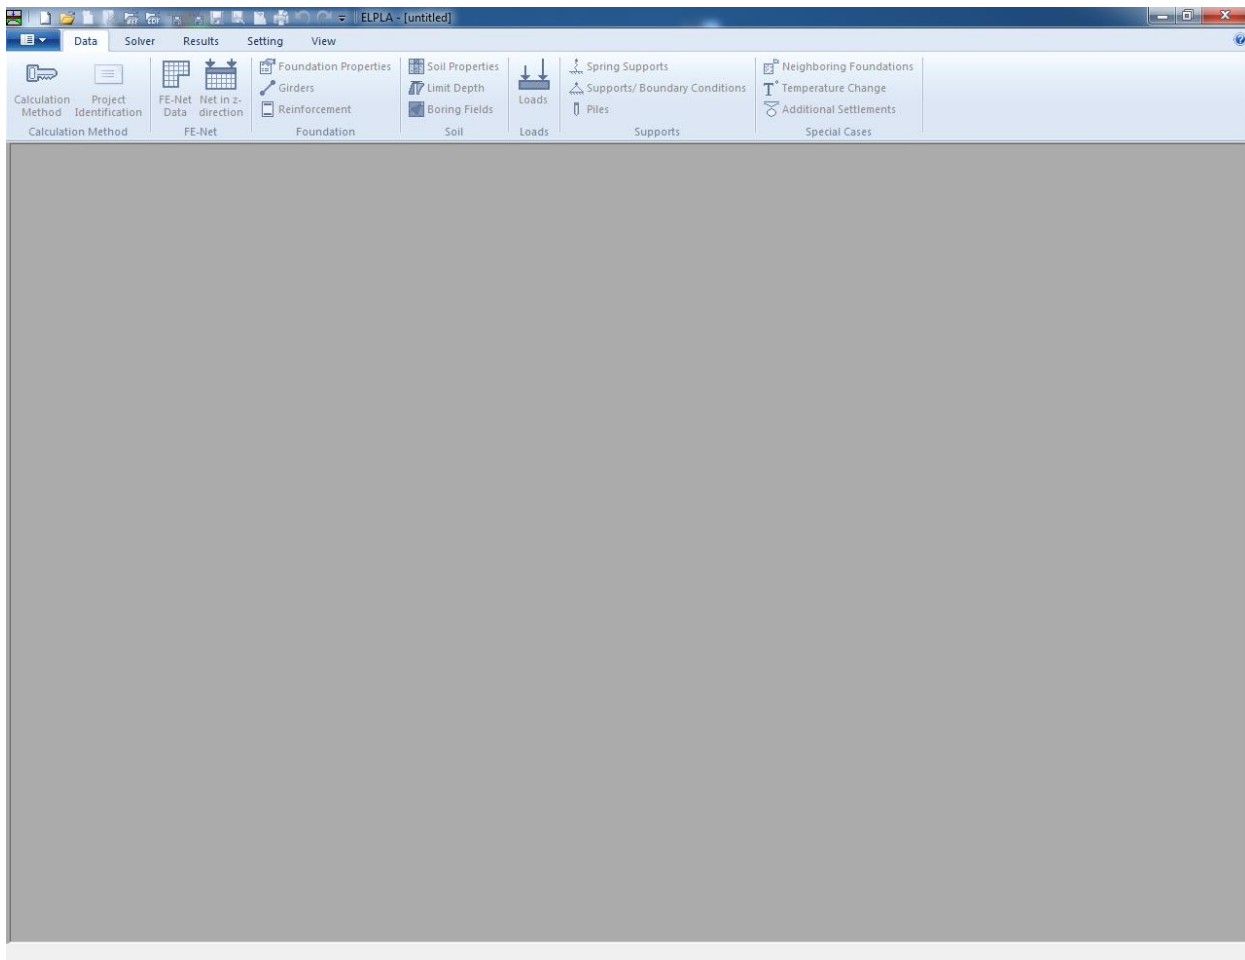 ELPLA - [untitled]
Data Solver Results Setting View
Calculation Method
Project Identification
Calculation Method
FE-Net Data
Net in z-direction
FE-Net
Foundation Properties
Girders
Reinforcement
Foundation
Soil Properties
Limit Depth
Boring Fields
Soil
Loads
Loads
Spring Supports
Supports/ Boundary Conditions
Piles
Supports
Neighboring Foundations
Temperature Change
Additional Settlements
Special Cases